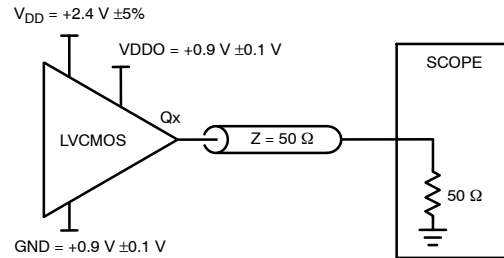 VDD = +2.4 V ±5%
VDDO = +0.9 V ±0.1 V
SCOPE
Qx
LVCMOS
Z = 50 Ω
50 Ω
GND = +0.9 V ±0.1 V